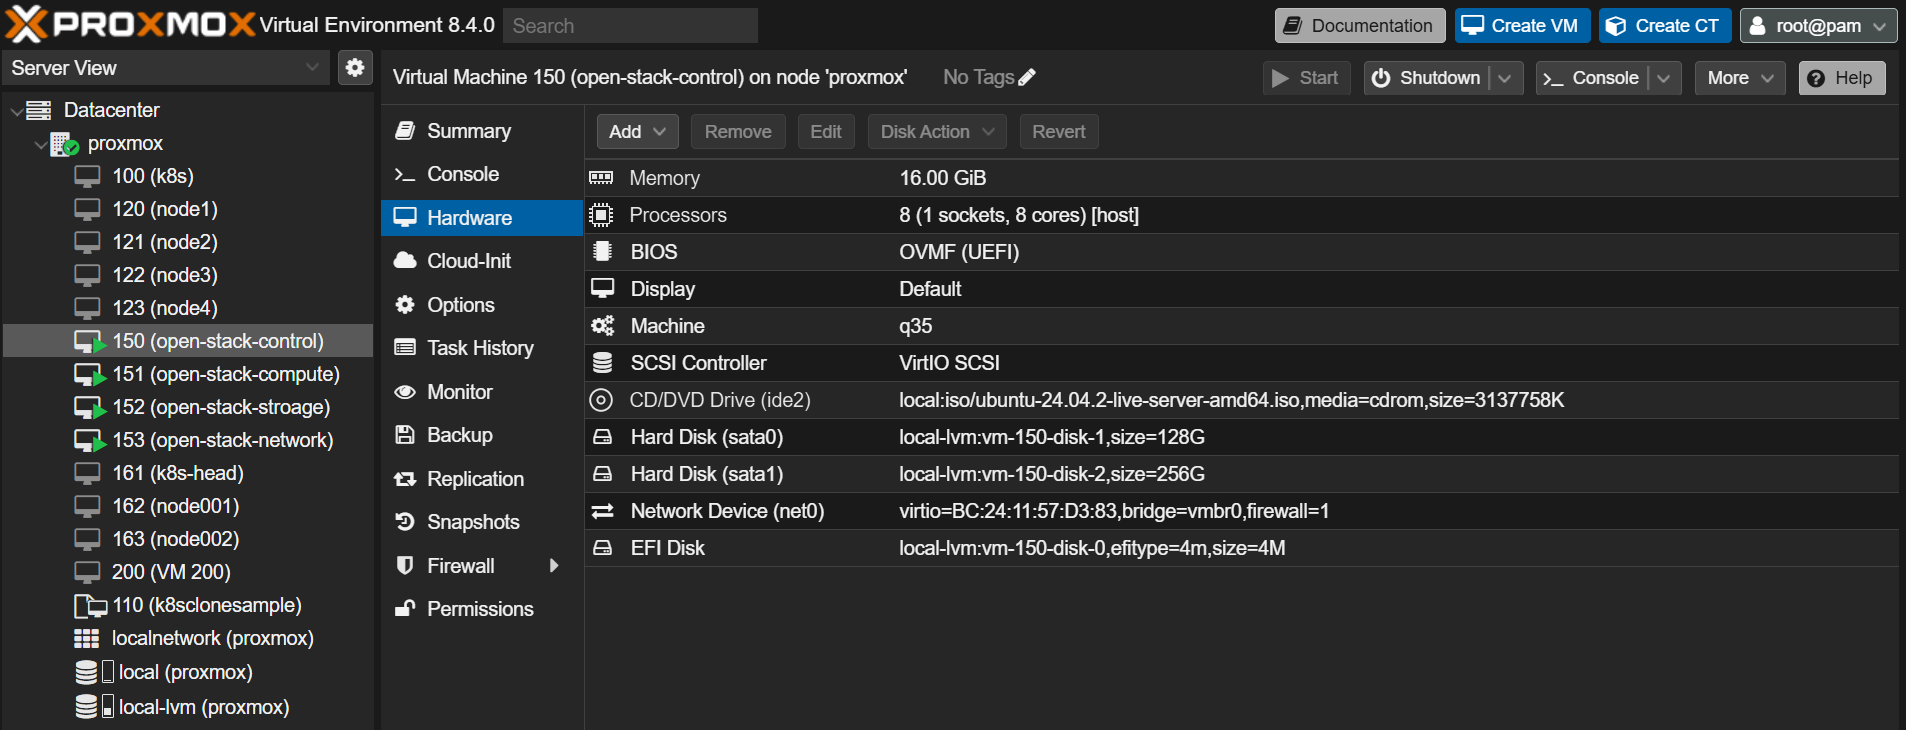 PROXMOX Virtual Environment 8.4.0 Search Documentation Create VM Create CT root@pam
Server View
Virtual Machine 150 (open-stack-control) on node 'proxmox' No Tags Start Shutdown Console More Help
Datacenter
proxmox
100 (k8s)
120 (node1)
121 (node2)
122 (node3)
123 (node4)
150 (open-stack-control)
151 (open-stack-compute)
152 (open-stack-stroage)
153 (open-stack-network)
161 (k8s-head)
162 (node001)
163 (node002)
200 (VM 200)
110 (k8sclonesample)
localnetwork (proxmox)
local (proxmox)
local-lvm (proxmox)
Summary
Console
Hardware
Cloud-Init
Options
Task History
Monitor
Backup
Replication
Snapshots
Firewall
Permissions
Add Remove Edit Disk Action Revert
Memory 16.00 GiB
Processors 8 (1 sockets, 8 cores) [host]
BIOS OVMF (UEFI)
Display Default
Machine q35
SCSI Controller VirtIO SCSI
CD/DVD Drive (ide2) local:iso/ubuntu-24.04.2-live-server-amd64.iso,media=cdrom,size=3137758K
Hard Disk (sata0) local-lvm:vm-150-disk-1,size=128G
Hard Disk (sata1) local-lvm:vm-150-disk-2,size=256G
Network Device (net0) virtio=BC:24:11:57:D3:83,bridge=vmbr0,firewall=1
EFI Disk local-lvm:vm-150-disk-0,efitype=4m,size=4M